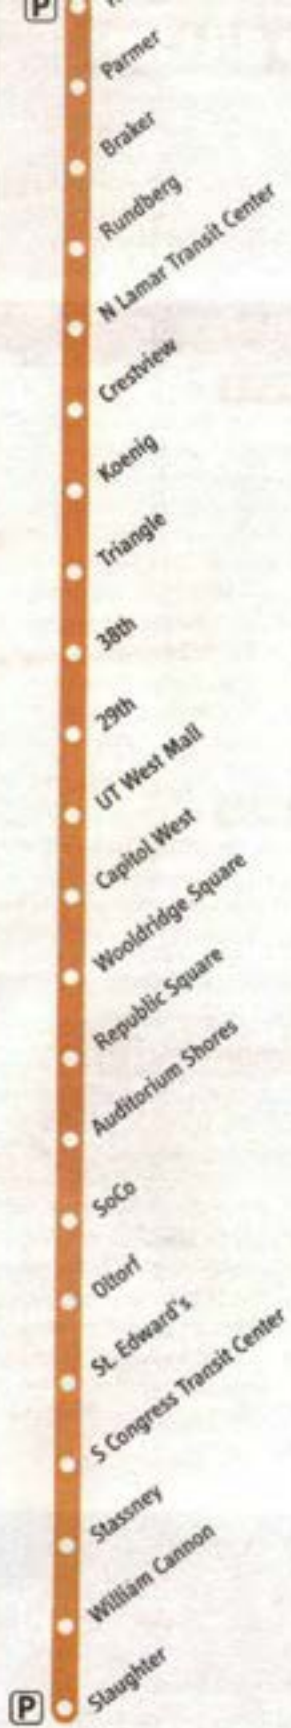 P
Parmer
Braker
Rundberg
N Lamar Transit Center
Crestview
Koenig
Triangle
38th
29th
UT West Mall
Capitol West
Wooldridge Square
Republic Square
Auditorium Shores
SoCo
Oltorf
St. Edward's
S Congress Transit Center
Stassney
William Cannon
P Slaughter